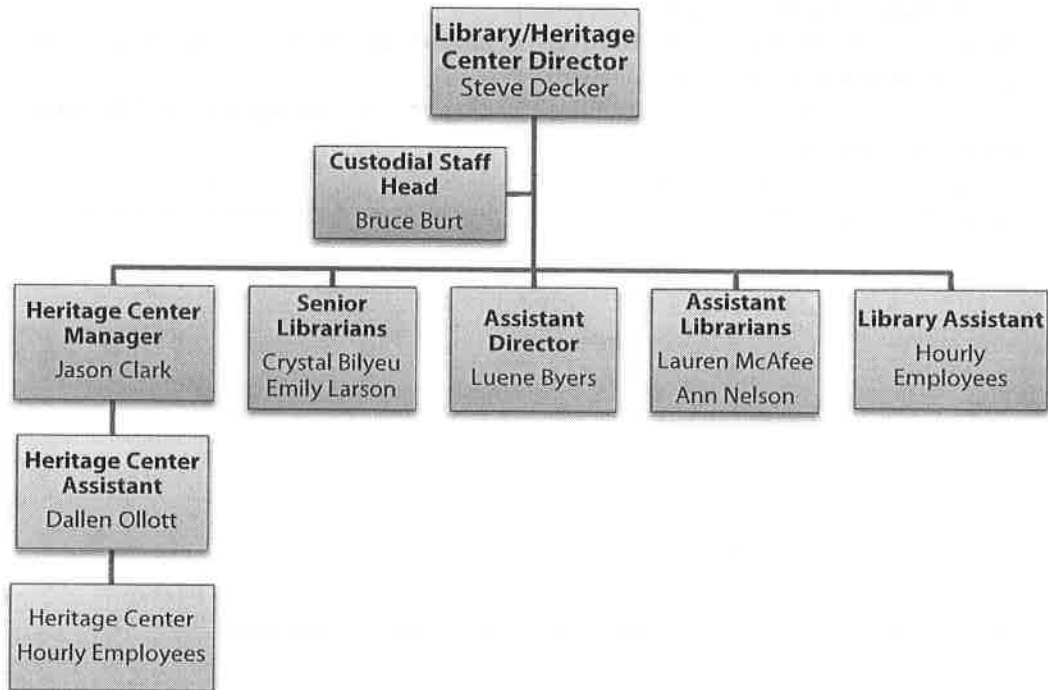 Library/Heritage
Center Director
Steve Decker
Custodial Staff
Head
Bruce Burt
Heritage Center
Manager
Jason Clark
Senior
Librarians
Crystal Bilyeu
Emily Larson
Assistant
Director
Luene Byers
Assistant
Librarians
Lauren McAfee
Ann Nelson
Library Assistant
Hourly
Employees
Heritage Center
Assistant
Dallen Ollott
Heritage Center
Hourly Employees